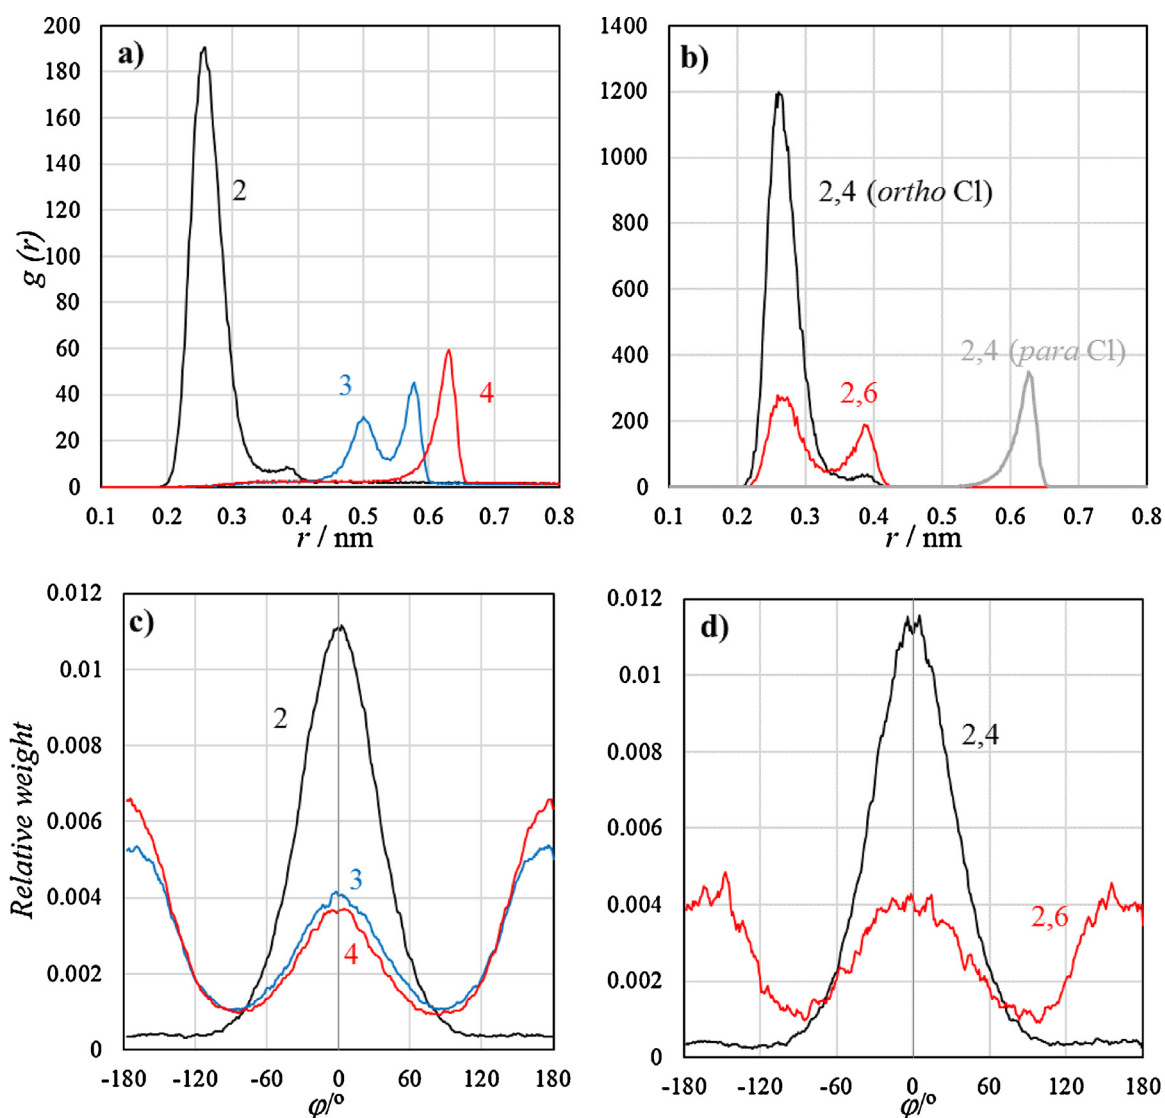 a)
200
180
160
140
120
100
80
60
40
20
0
g (r)
2
3
4
0.1 0.2 0.3 0.4 0.5 0.6 0.7 0.8
r / nm
b)
1400
1200
1000
800
600
400
200
0
2,4 (ortho Cl)
2,4 (para Cl)
2,6
0.1 0.2 0.3 0.4 0.5 0.6 0.7 0.8
r / nm
c)
0.012
0.01
0.008
0.006
0.004
0.002
0
Relative weight
2
3
4
-180 -120 -60 0 60 120 180
φ/º
d)
0.012
0.01
0.008
0.006
0.004
0.002
0
2,4
2,6
-180 -120 -60 0 60 120 180
φ/º